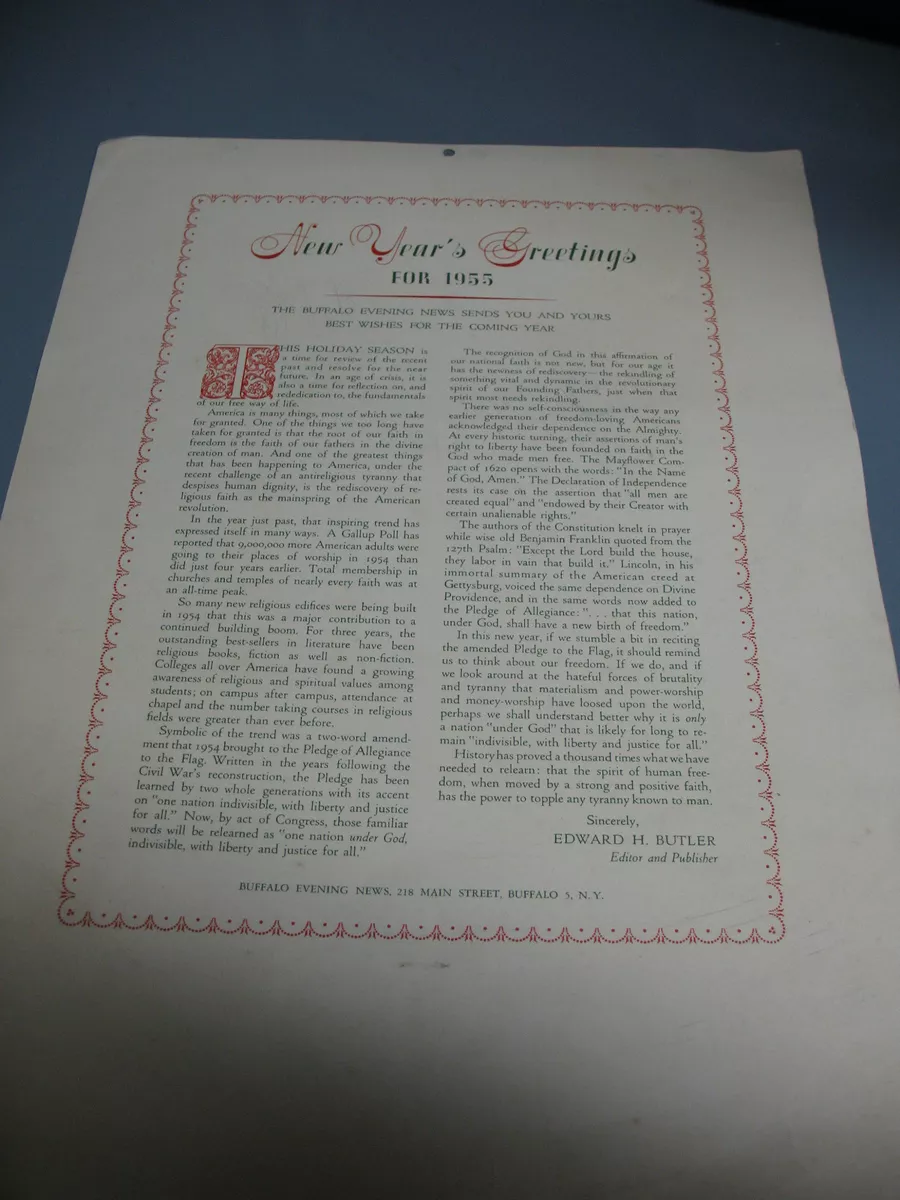 New Year's Greetings
FOR 1955
THE BUFFALO EVENING NEWS SENDS YOU AND YOURS
BEST WISHES FOR THE COMING YEAR
THIS HOLIDAY SEASON is
a time for review of the recent
past and resolve for the near
future. In an age of crisis, it is
also a time for reflection on, and
rededication to, the fundamentals
of our free way of life.
America is many things, most of which we take
for granted. One of the things we too long have
taken for granted is that the root of our faith in
freedom is the faith of our fathers in the divine
creation of man. And one of the greatest things
that has been happening to America, under the
recent challenge of an antireligious tyranny that
despises human dignity, is the rediscovery of re-
ligious faith as the mainspring of the American
revolution.
In the year just past, that inspiring trend has
expressed itself in many ways. A Gallup Poll has
reported that 9,000,000 more American adults were
going to their places of worship in 1954 than
did just four years earlier. Total membership in
churches and temples of nearly every faith was at
an all-time peak.
So many new religious edifices were being built
in 1954 that this was a major contribution to a
continued building boom. For three years, the
outstanding best-sellers in literature have been
religious books, fiction as well as non-fiction.
Colleges all over America have found a growing
awareness of religious and spiritual values among
students; on campus after campus, attendance at
chapel and the number taking courses in religious
fields were greater than ever before.
Symbolic of the trend was a two-word amend-
ment that 1954 brought to the Pledge of Allegiance
to the Flag. Written in the years following the
Civil War's reconstruction, the Pledge has been
learned by two whole generations with its accent
on "one nation indivisible, with liberty and justice
for all." Now, by act of Congress, those familiar
words will be relearned as "one nation under God,
indivisible, with liberty and justice for all."
The recognition of God in this affirmation of
our national faith is not new, but for our age it
has the newness of rediscovery—the rekindling of
something vital and dynamic in the revolutionary
spirit of our Founding Fathers, just when that
spirit most needs rekindling.
There was no self-consciousness in the way any
earlier generation of freedom-loving Americans
acknowledged their dependence on the Almighty.
At every historic turning, their assertions of man's
right to liberty have been founded on faith in the
God who made men free. The Mayflower Com-
pact of 1620 opens with the words: "In the Name
of God, Amen." The Declaration of Independence
rests its case on the assertion that "all men are
created equal" and "endowed by their Creator with
certain unalienable rights."
The authors of the Constitution knelt in prayer
while wise old Benjamin Franklin quoted from the
127th Psalm: "Except the Lord build the house,
they labor in vain that build it." Lincoln, in his
immortal summary of the American creed at
Gettysburg, voiced the same dependence on Divine
Providence, and in the same words now added to
the Pledge of Allegiance: ". . . that this nation,
under God, shall have a new birth of freedom."
In this new year, if we stumble a bit in reciting
the amended Pledge to the Flag, it should remind
us to think about our freedom. If we do, and if
we look around at the hateful forces of brutality
and tyranny that materialism and power-worship
and money-worship have loosed upon the world,
perhaps we shall understand better why it is only
a nation "under God" that is likely for long to re-
main "indivisible, with liberty and justice for all."
History has proved a thousand times what we have
needed to relearn: that the spirit of human free-
dom, when moved by a strong and positive faith,
has the power to topple any tyranny known to man.
Sincerely,
EDWARD H. BUTLER
Editor and Publisher
BUFFALO EVENING NEWS, 218 MAIN STREET, BUFFALO 5, N.Y.